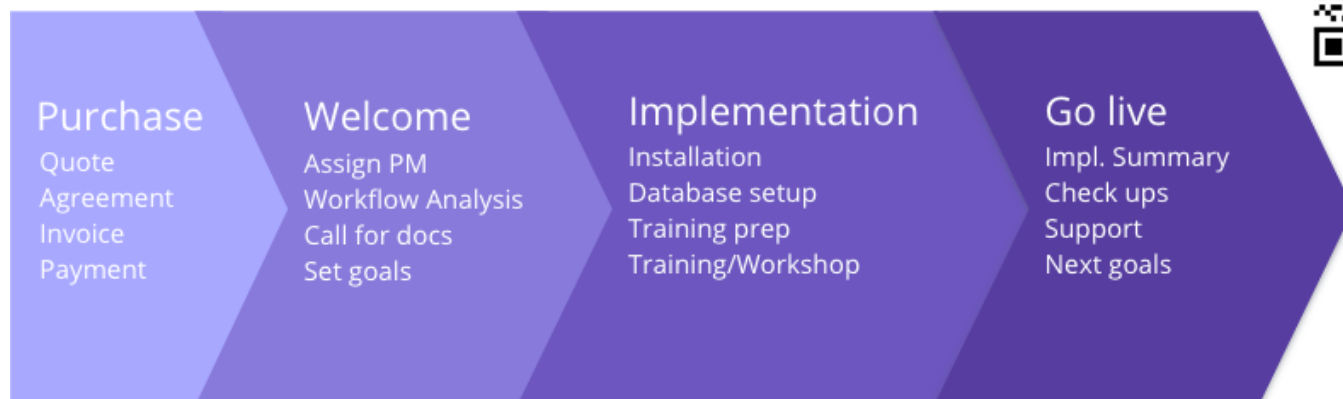 Purchase
Quote
Agreement
Invoice
Payment
Welcome
Assign PM
Workflow Analysis
Call for docs
Set goals
Implementation
Installation
Database setup
Training prep
Training/Workshop
Go live
Impl. Summary
Check ups
Support
Next goals